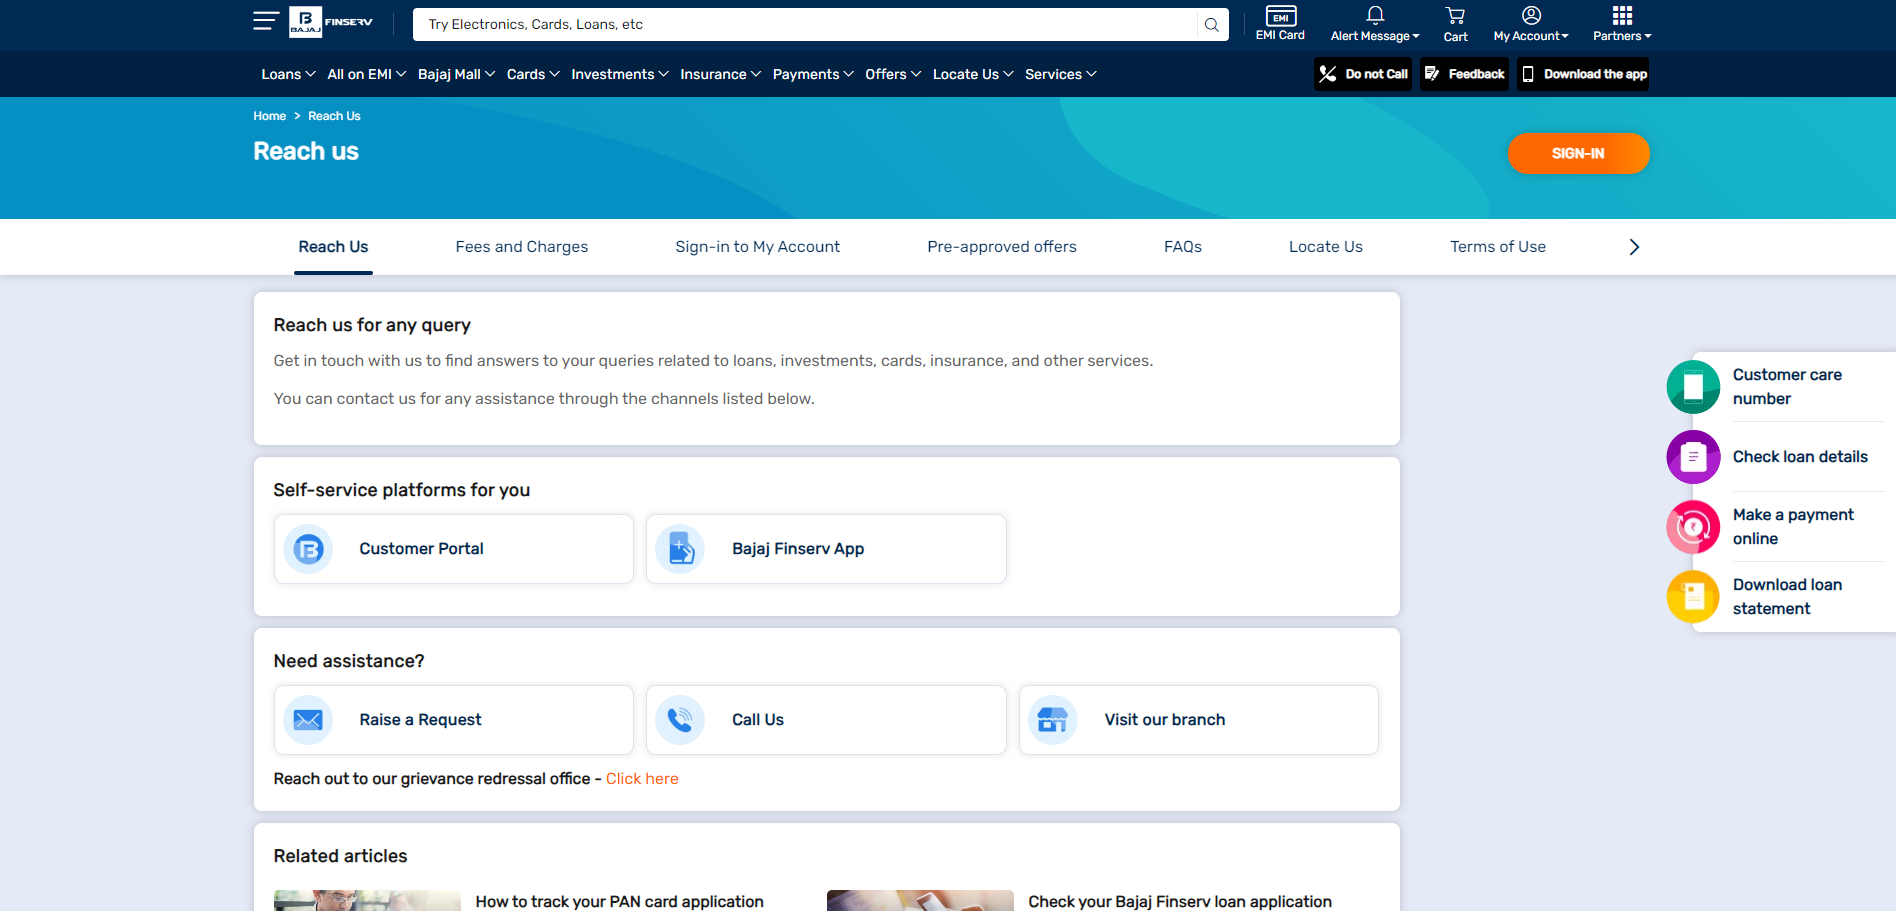 BAJAJ
FINSERV
Try Electronics, Cards, Loans, etc
EMI
EMI Card
Alert Message
Cart
My Account
Partners
Loans
All on EMI
Bajaj Mall
Cards
Investments
Insurance
Payments
Offers
Locate Us
Services
Do not Call
Feedback
Download the app
Home > Reach Us
Reach us
SIGN-IN
Reach Us
Fees and Charges
Sign-in to My Account
Pre-approved offers
FAQs
Locate Us
Terms of Use
Reach us for any query
Get in touch with us to find answers to your queries related to loans, investments, cards, insurance, and other services.
You can contact us for any assistance through the channels listed below.
Self-service platforms for you
Customer Portal
Bajaj Finserv App
Need assistance?
Raise a Request
Call Us
Visit our branch
Reach out to our grievance redressal office - Click here
Related articles
How to track your PAN card application
Check your Bajaj Finserv loan application
Customer care
number
Check loan details
Make a payment
online
Download loan
statement